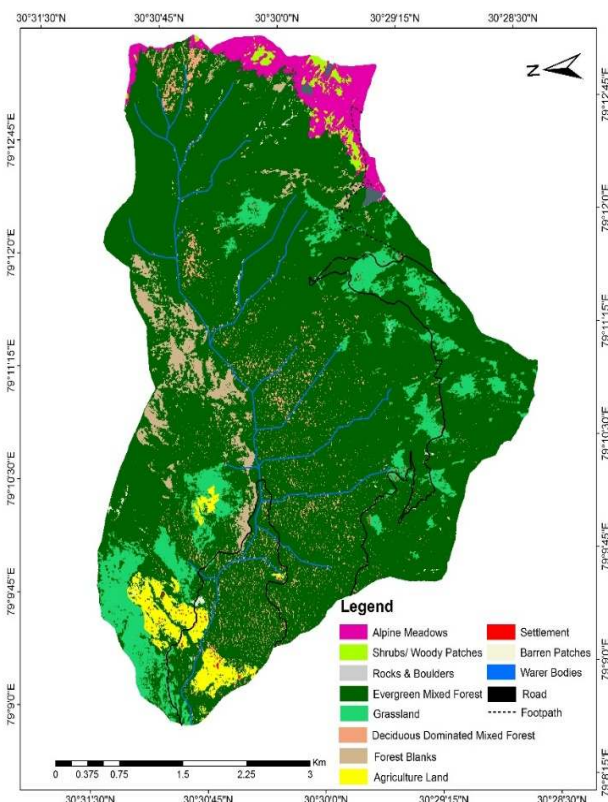 30°31'30"N 30°30'45"N 30°30'0"N 30°29'15"N 30°28'30"N
N
79°12'45"E
79°12'45"E
79°12'0"E
79°12'0"E
79°11'15"E
79°11'15"E
79°10'30"E
79°10'30"E
79°9'45"E
79°9'45"E
Legend
Alpine Meadows Settlement
Shrubs/ Woody Patches Barren Patches
79°9'0"E
Rocks & Boulders Warer Bodies
Evergreen Mixed Forest Road
79°9'0"E
Grassland Footpath
Deciduous Dominated Mixed Forest
Forest Blanks
Km
0 0.375 0.75 1.5 2.25 3
Agriculture Land
79°8'15"E
30°31'30"N 30°30'45"N 30°30'0"N 30°29'15"N 30°28'30"N